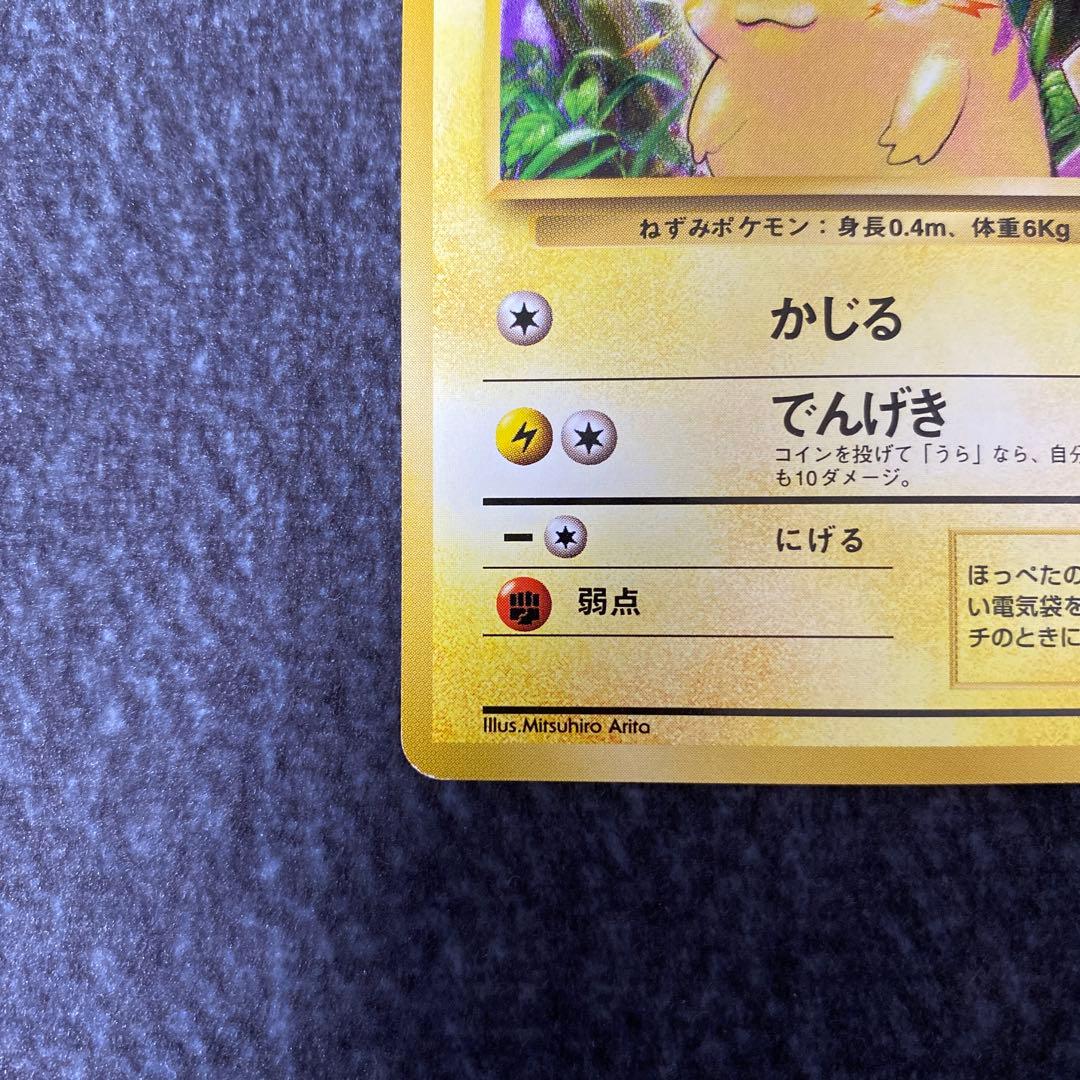 ねずみポケモン：身長0.4m、体重6Kg
かじる
でんげき
コインを投げて「うら」なら、自分
も10ダメージ。
にげる
ほっぺたの
弱点
い電気袋を
チのときに
Illus.Mitsuhiro Arita